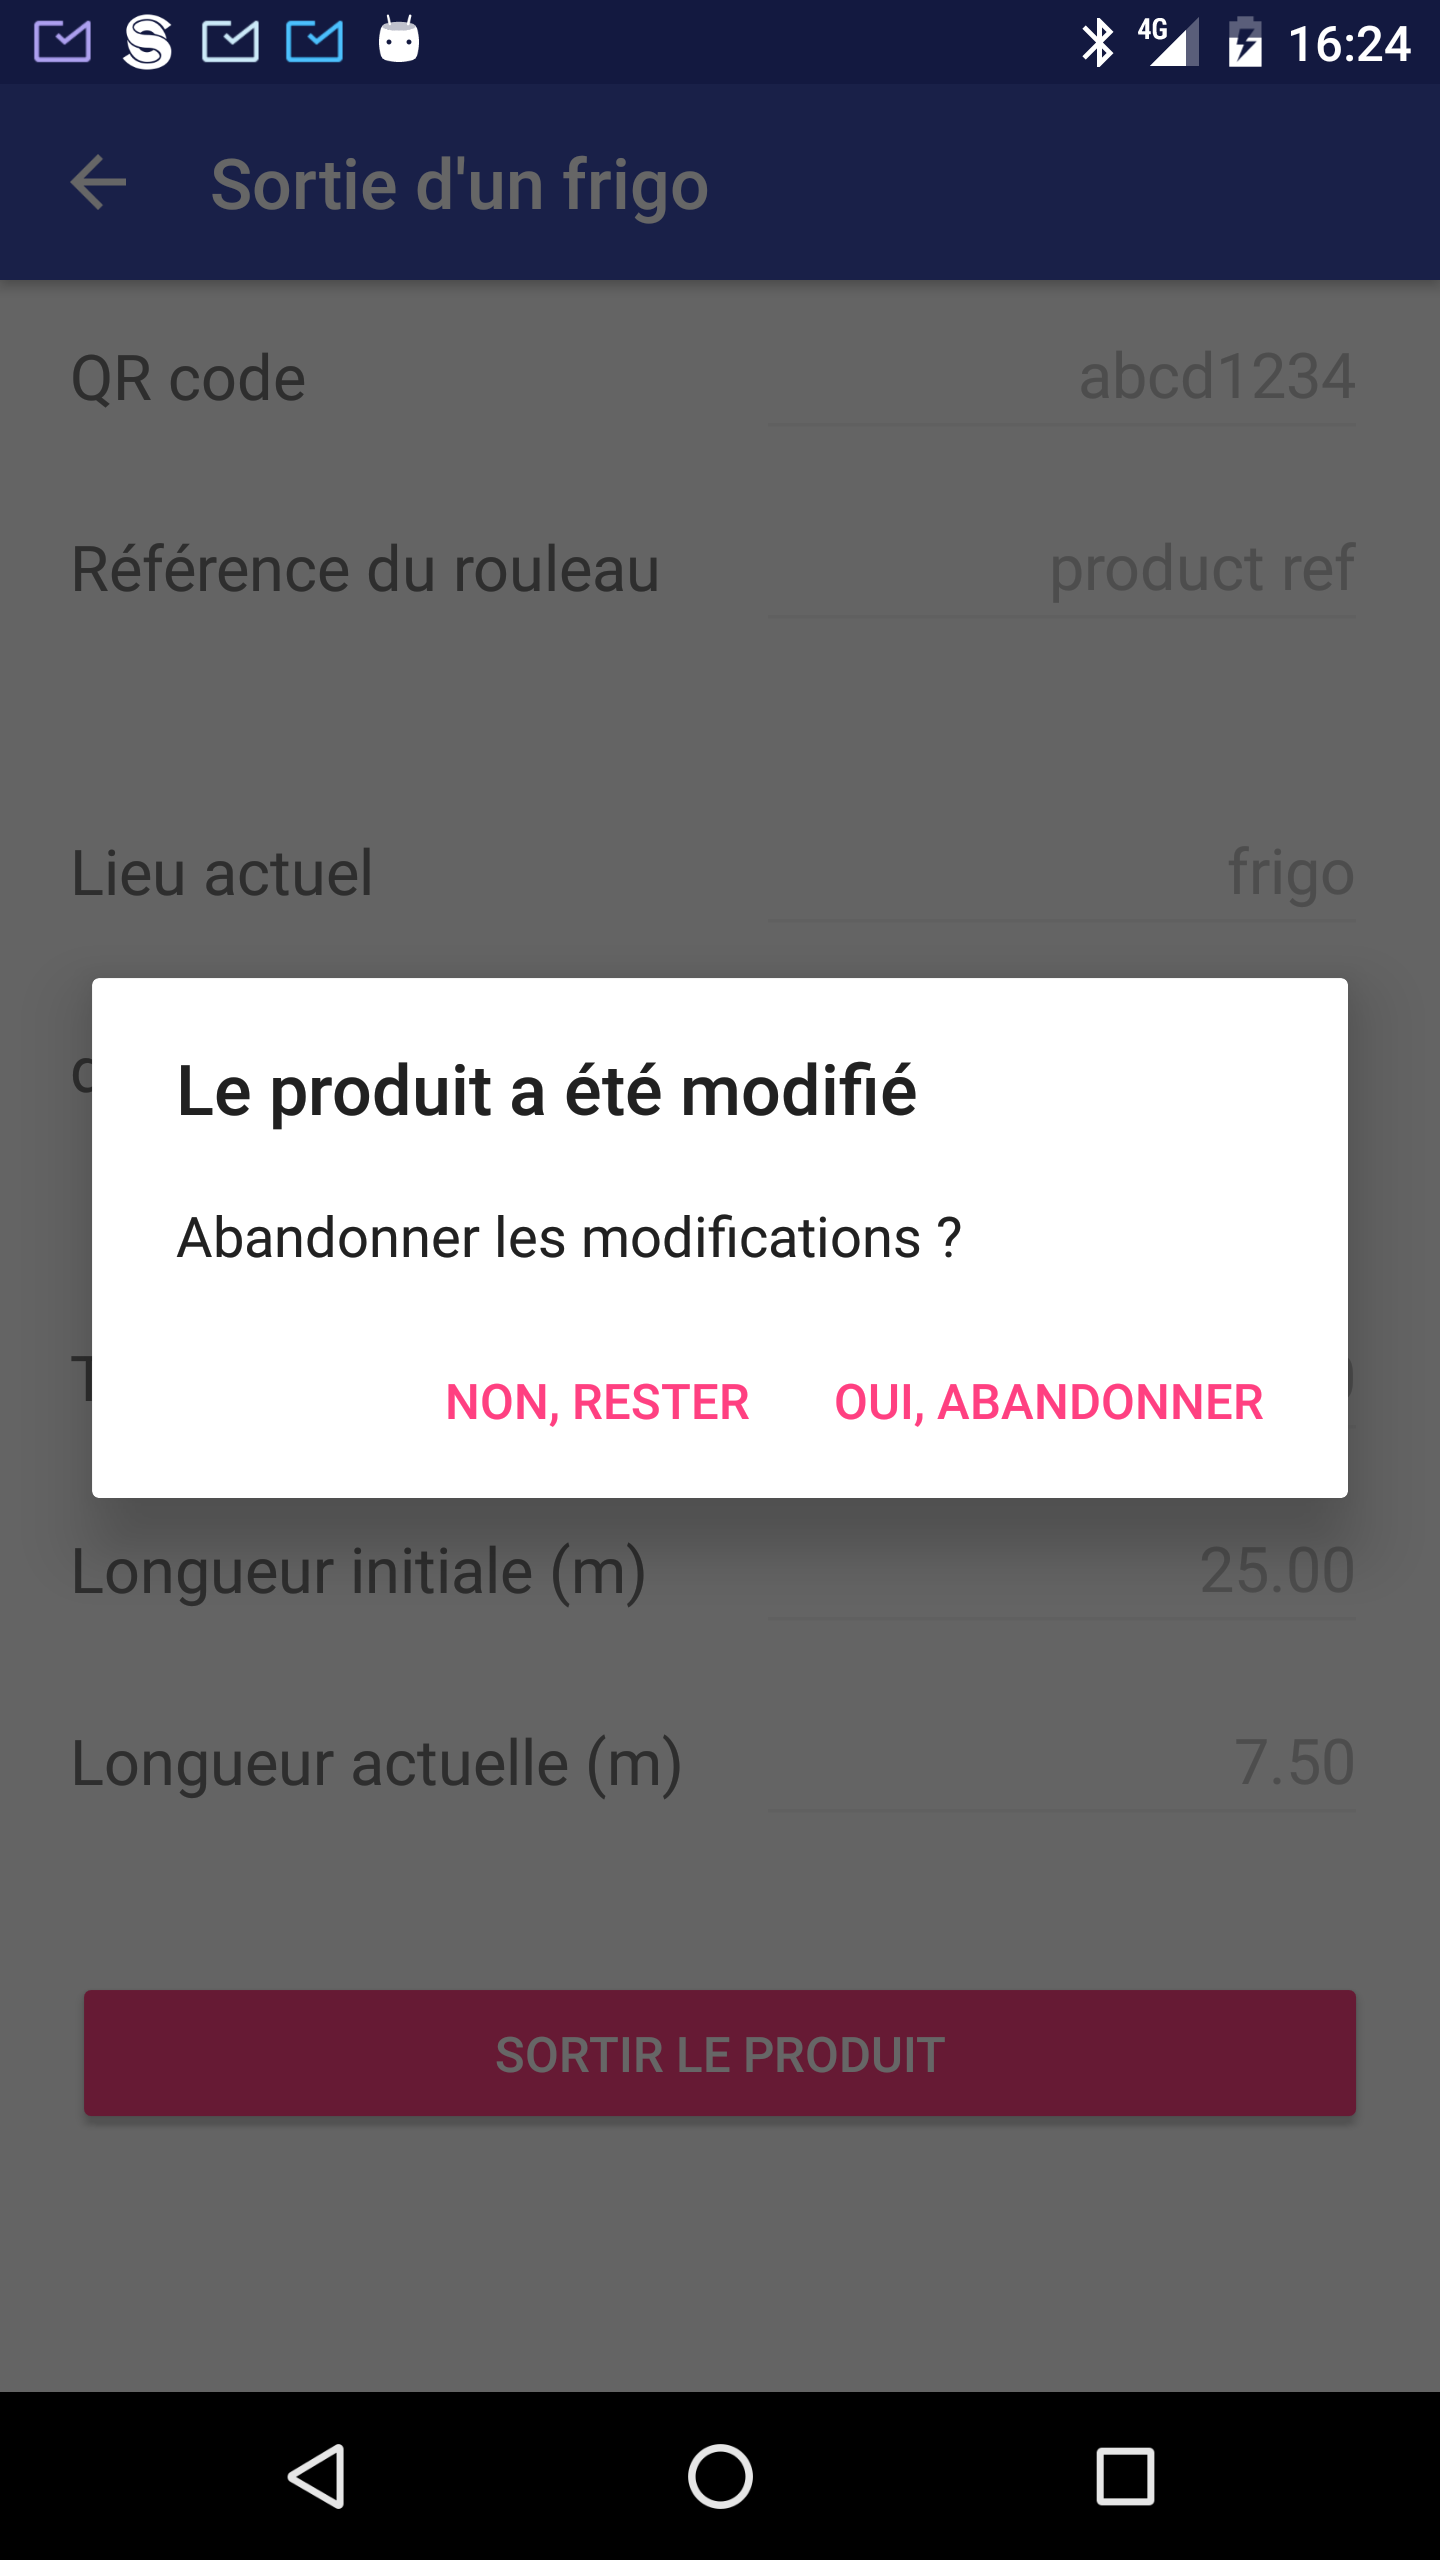 4G 16:24
Sortie d'un frigo
QR code abcd1234
Référence du rouleau product ref
Lieu actuel frigo
Le produit a été modifié
Abandonner les modifications ?
NON, RESTER OUI, ABANDONNER
Longueur initiale (m) 25.00
Longueur actuelle (m) 7.50
SORTIR LE PRODUIT